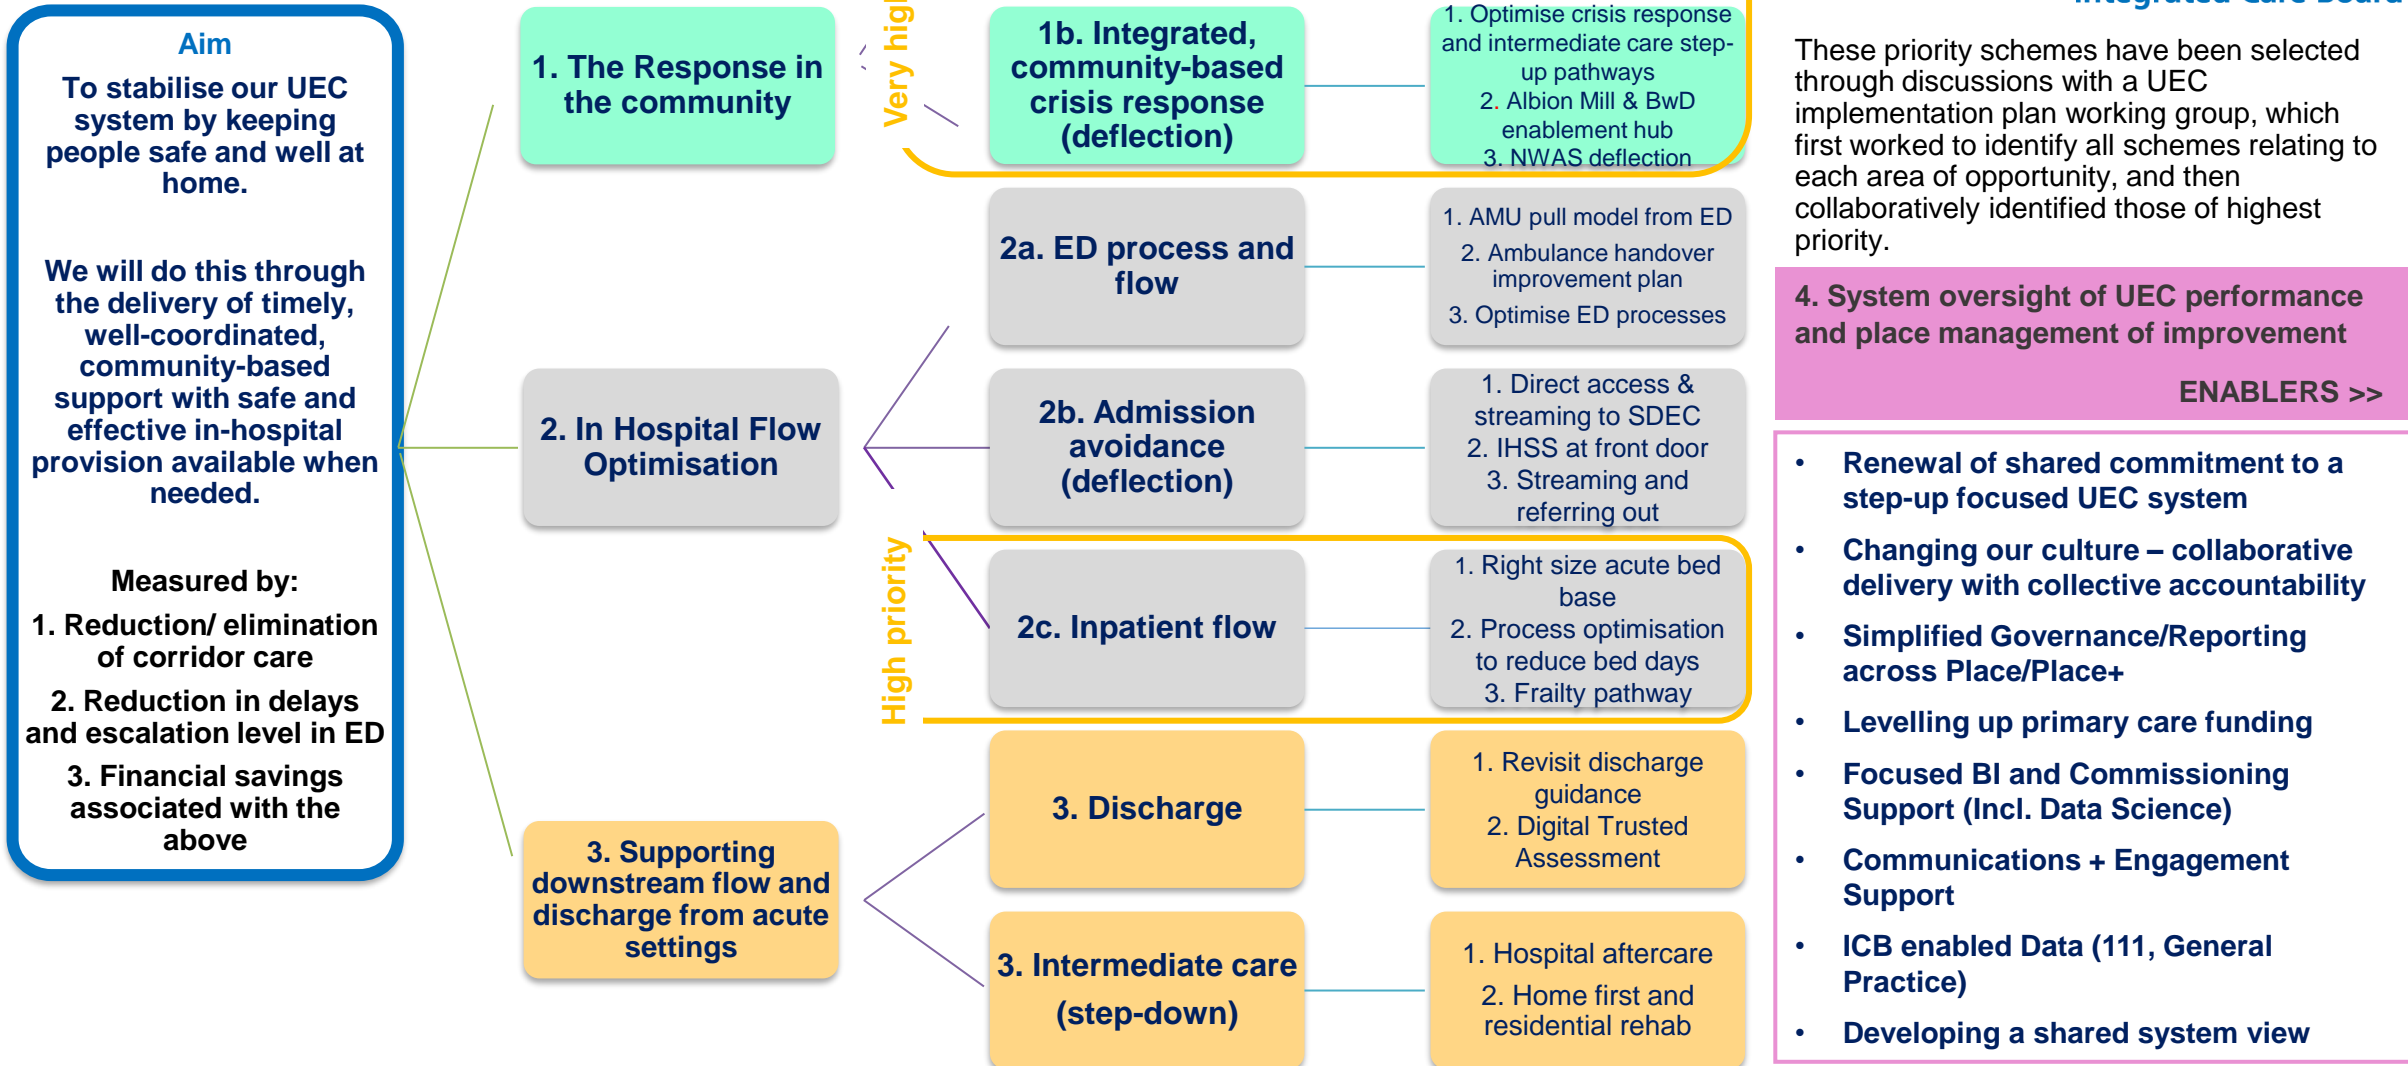 Aim
To stabilise our UEC
system by keeping
people safe and well at
home.
We will do this through
the delivery of timely,
well-coordinated,
community-based
support with safe and
effective in-hospital
provision available when
needed.
Measured by:
1. Reduction/ elimination
of corridor care
2. Reduction in delays
and escalation level in ED
3. Financial savings
associated with the
above
1. The Response in
the community
2. In Hospital Flow
Optimisation
3. Supporting
downstream flow and
discharge from acute
settings
Very high
1b. Integrated,
community-based
crisis response
(deflection)
1. Optimise crisis response
and intermediate care step-
up pathways
2. Albion Mill & BwD
enablement hub
3. NWAS deflection
2a. ED process and
flow
1. AMU pull model from ED
2. Ambulance handover
improvement plan
3. Optimise ED processes
2b. Admission
avoidance
(deflection)
1. Direct access &
streaming to SDEC
2. IHSS at front door
3. Streaming and
referring out
High priority
2c. Inpatient flow
1. Right size acute bed
base
2. Process optimisation
to reduce bed days
3. Frailty pathway
3. Discharge
1. Revisit discharge
guidance
2. Digital Trusted
Assessment
3. Intermediate care
(step-down)
1. Hospital aftercare
2. Home first and
residential rehab
Integrated Care Board
These priority schemes have been selected
through discussions with a UEC
implementation plan working group, which
first worked to identify all schemes relating to
each area of opportunity, and then
collaboratively identified those of highest
priority.
4. System oversight of UEC performance
and place management of improvement
ENABLERS >>
• Renewal of shared commitment to a
step-up focused UEC system
• Changing our culture – collaborative
delivery with collective accountability
• Simplified Governance/Reporting
across Place/Place+
• Levelling up primary care funding
• Focused BI and Commissioning
Support (Incl. Data Science)
• Communications + Engagement
Support
• ICB enabled Data (111, General
Practice)
• Developing a shared system view